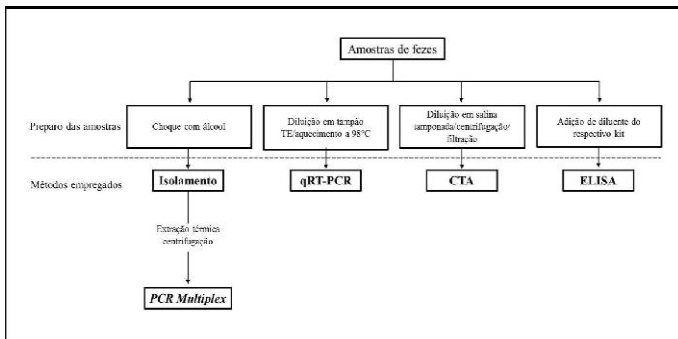 Amostras de fezes
Preparo das amostras
Choque com álcool
Diluição em tampão
TE/aquecimento a 98°C
Diluição em salina
tamponada/centrifugação/
filtração
Adição de diluente do
respectivo kit
Métodos empregados
Isolamento
qRT-PCR
CTA
ELISA
Extração térmica
centrifugação
PCR Multiplex